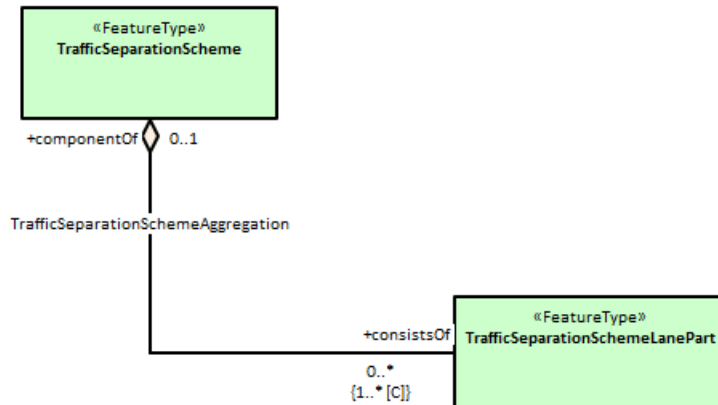 «FeatureType»
TrafficSeparationScheme
+componentOf 0..1
TrafficSeparationSchemeAggregation
+consistsOf
0..*
{1..* [C]}
«FeatureType»
TrafficSeparationSchemeLanePart